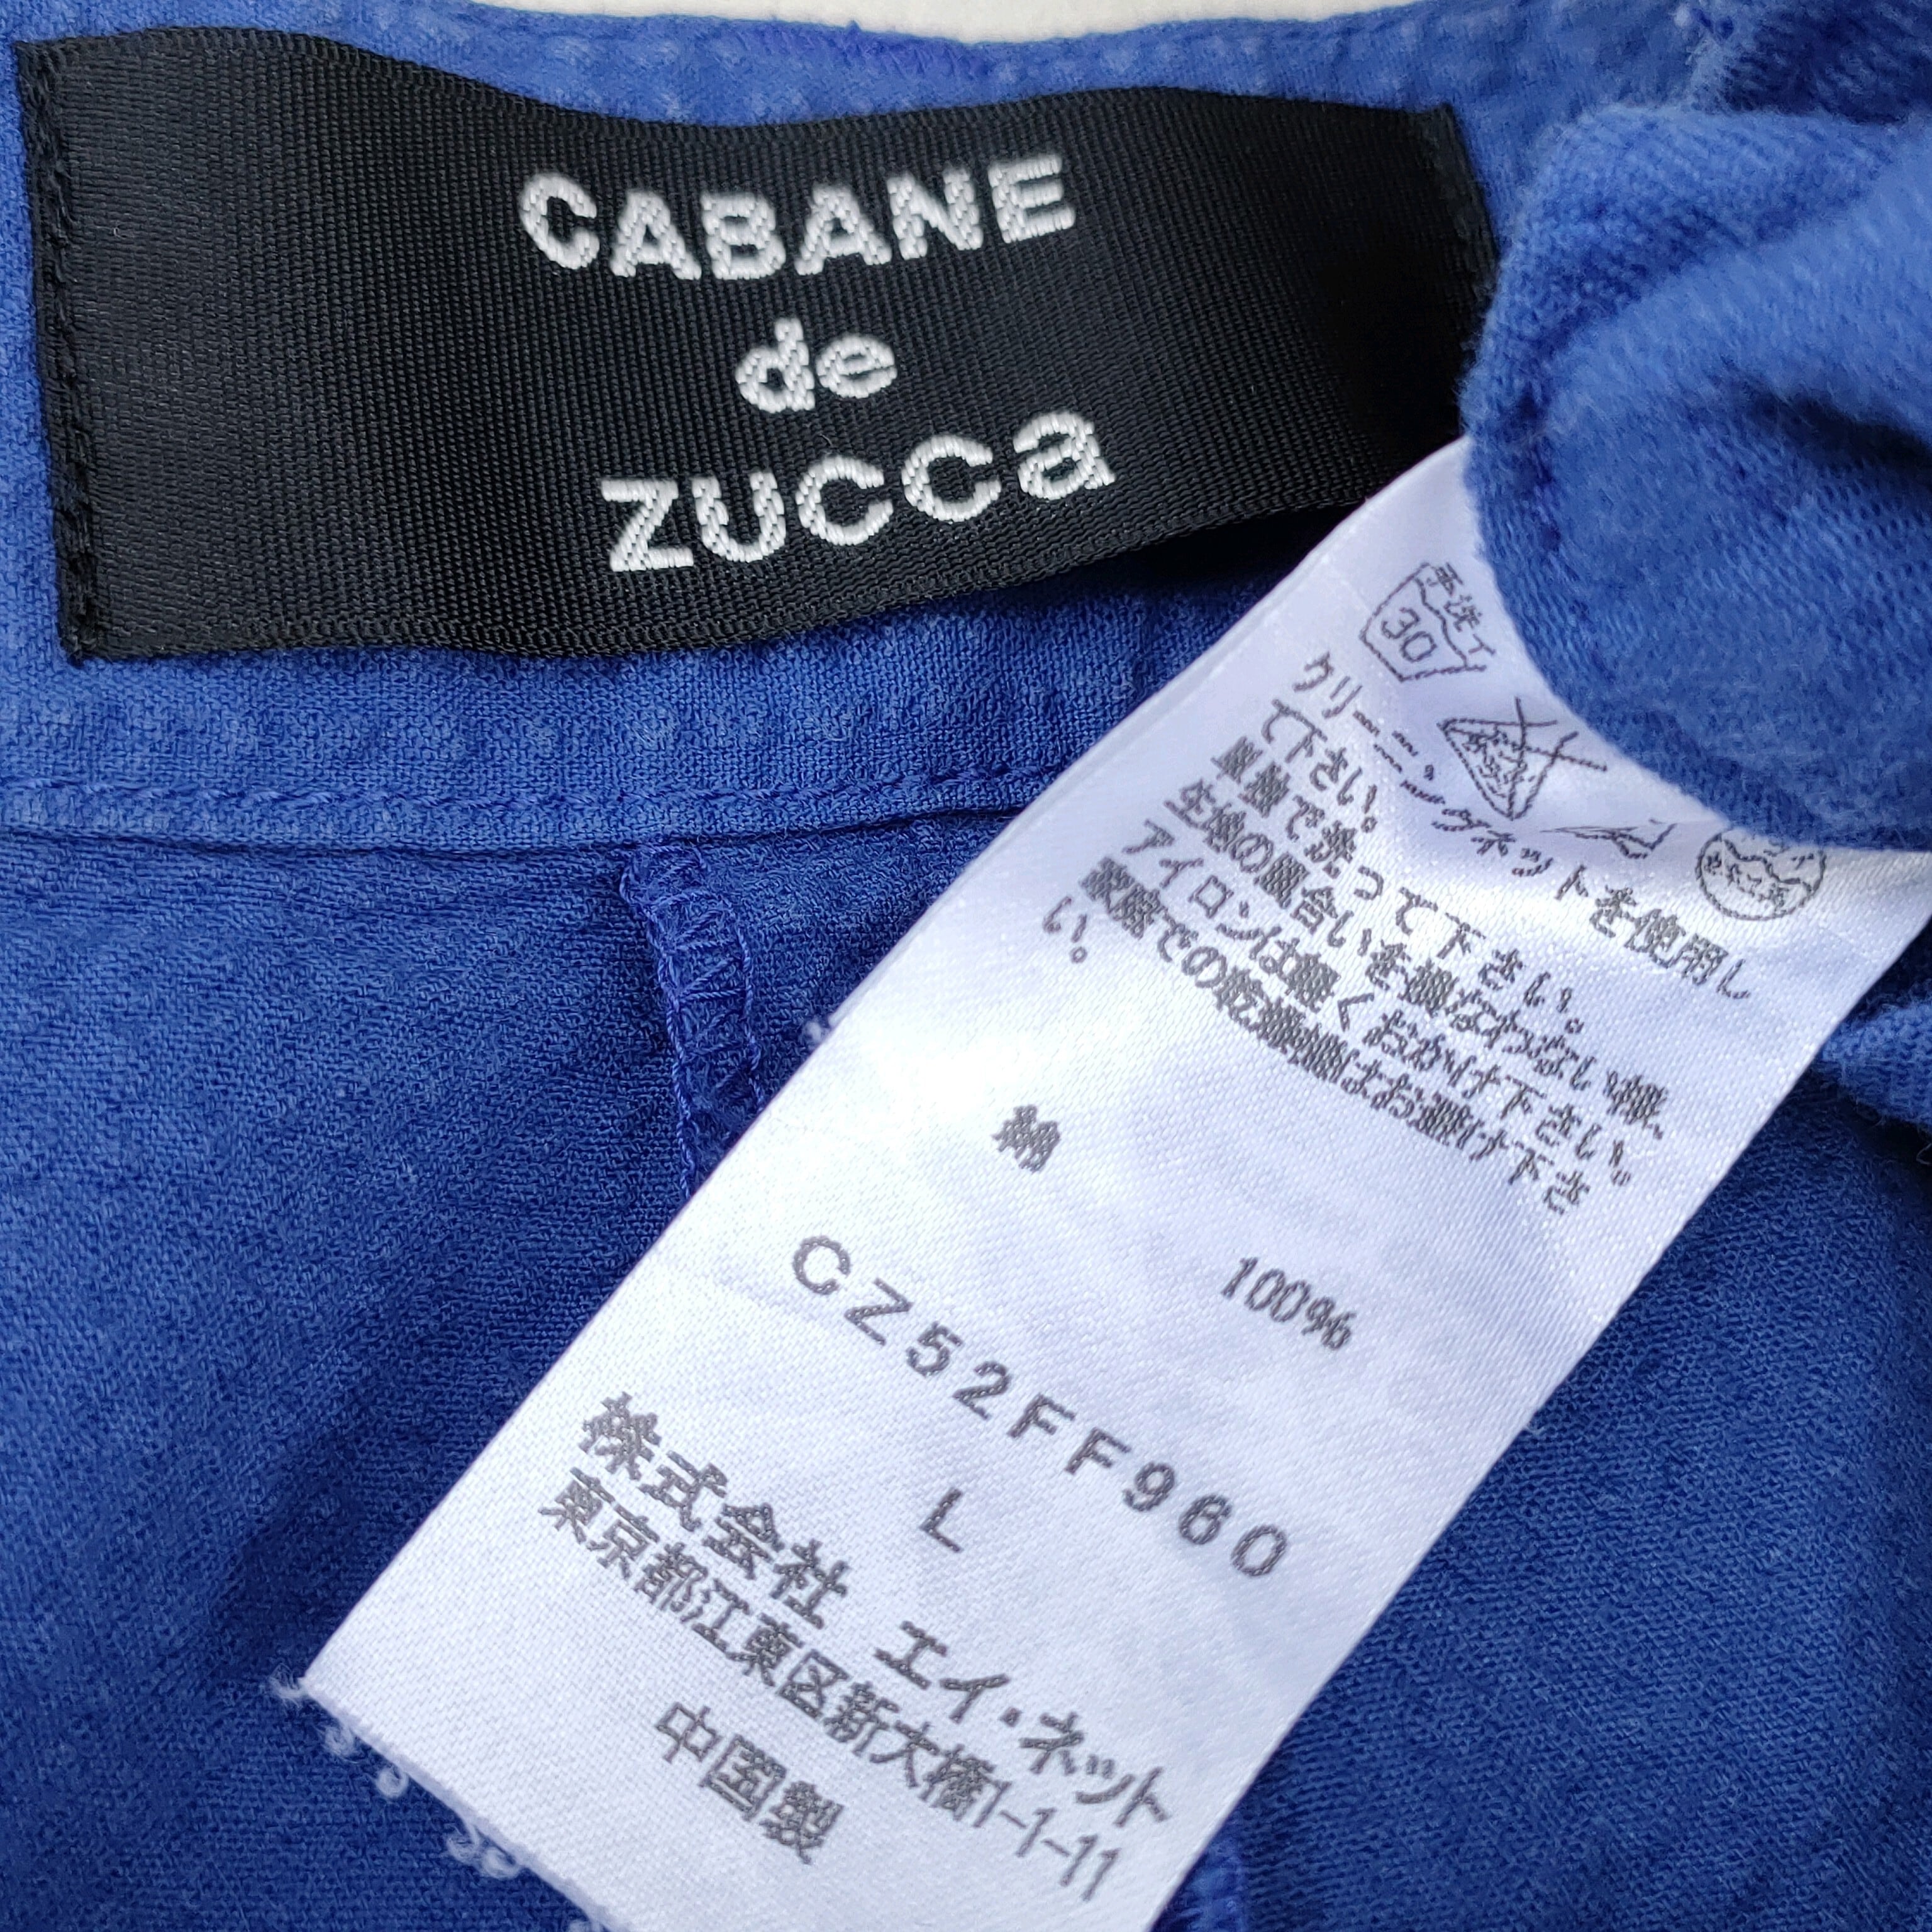 CABANE
de
ZUCCa
手洗イ
30
クリーニングネットを使用し
て下さい。
単独で洗って下さい。
生地の風合いを損なわない様、
アイロンは軽くおかけ下さい。
家庭での乾燥機はお避け下さ
い。
綿 100%
CZ52FF960
L
株式会社 エイ・ネット
東京都江東区新大橋1-1-11
中国製